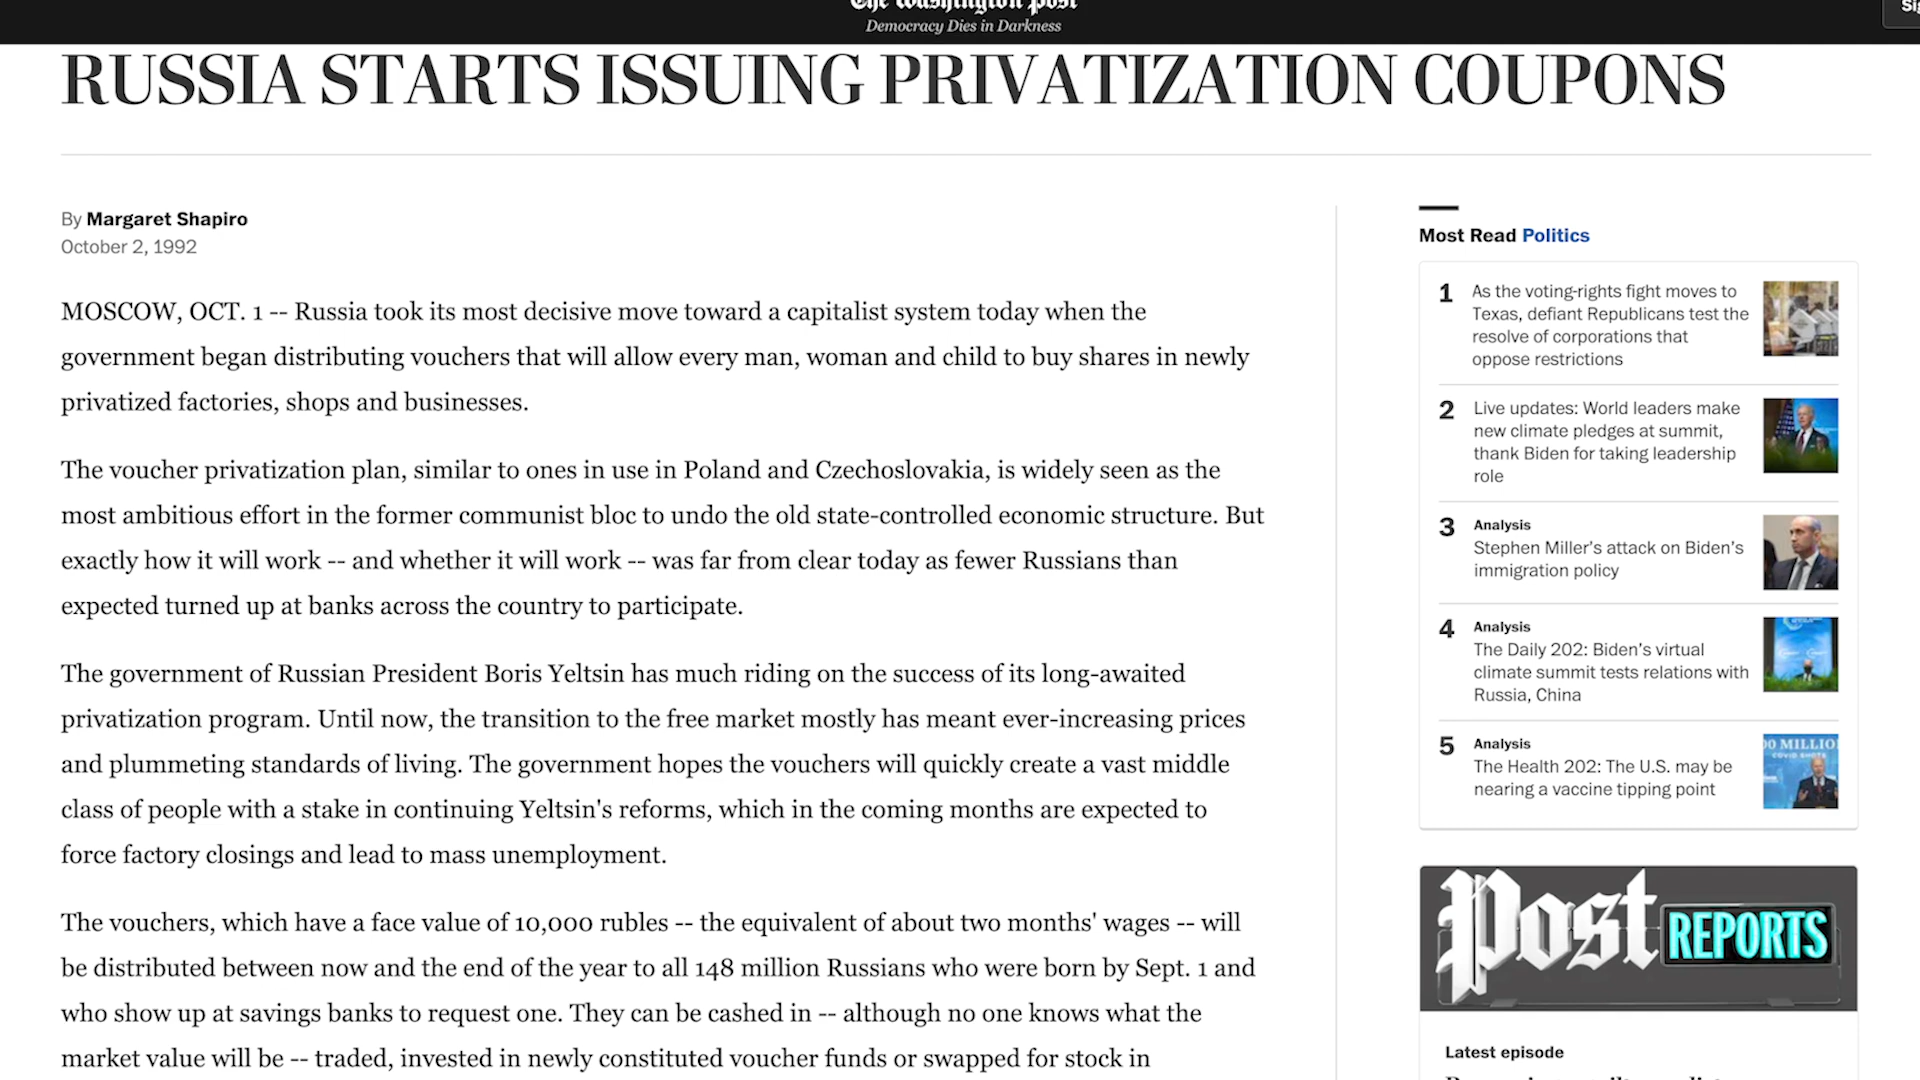 The Washington Post
Democracy Dies in Darkness
RUSSIA STARTS ISSUING PRIVATIZATION COUPONS
By Margaret Shapiro
October 2, 1992
MOSCOW, OCT. 1 -- Russia took its most decisive move toward a capitalist system today when the
government began distributing vouchers that will allow every man, woman and child to buy shares in newly
privatized factories, shops and businesses.
The voucher privatization plan, similar to ones in use in Poland and Czechoslovakia, is widely seen as the
most ambitious effort in the former communist bloc to undo the old state-controlled economic structure. But
exactly how it will work -- and whether it will work -- was far from clear today as fewer Russians than
expected turned up at banks across the country to participate.
The government of Russian President Boris Yeltsin has much riding on the success of its long-awaited
privatization program. Until now, the transition to the free market mostly has meant ever-increasing prices
and plummeting standards of living. The government hopes the vouchers will quickly create a vast middle
class of people with a stake in continuing Yeltsin's reforms, which in the coming months are expected to
force factory closings and lead to mass unemployment.
The vouchers, which have a face value of 10,000 rubles -- the equivalent of about two months' wages -- will
be distributed between now and the end of the year to all 148 million Russians who were born by Sept. 1 and
who show up at savings banks to request one. They can be cashed in -- although no one knows what the
market value will be -- traded, invested in newly constituted voucher funds or swapped for stock in
Most Read Politics
1
As the voting-rights fight moves to
Texas, defiant Republicans test the
resolve of corporations that
oppose restrictions
2
Live updates: World leaders make
new climate pledges at summit,
thank Biden for taking leadership
role
3
Analysis
Stephen Miller's attack on Biden's
immigration policy
4
Analysis
The Daily 202: Biden's virtual
climate summit tests relations with
Russia, China
5
Analysis
The Health 202: The U.S. may be
nearing a vaccine tipping point
Post REPORTS
Latest episode